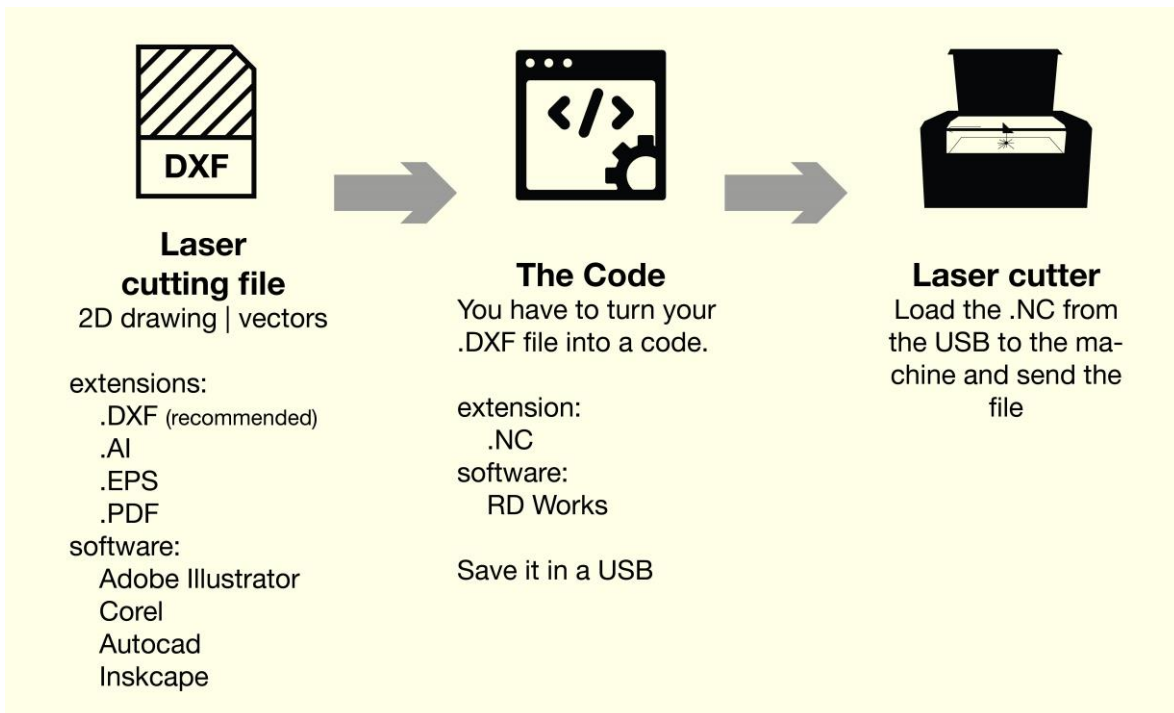 DXF
Laser
cutting file
2D drawing | vectors
extensions:
.DXF (recommended)
.AI
.EPS
.PDF
software:
Adobe Illustrator
Corel
Autocad
Inskcape
</>
The Code
You have to turn your
.DXF file into a code.
extension:
.NC
software:
RD Works
Save it in a USB
Laser cutter
Load the .NC from
the USB to the ma-
chine and send the
file